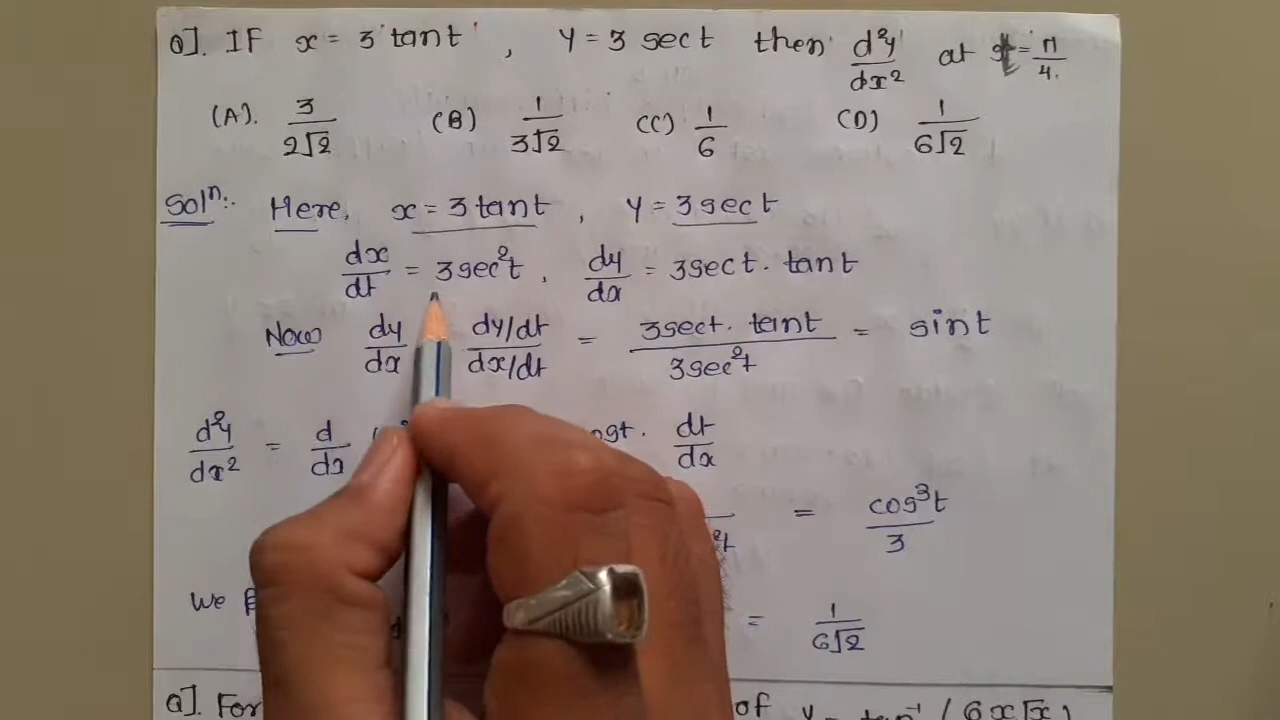 Q]. IF x = 3 tant , y = 3 sect then d²y/dx² at t = π/4.
(A). 3/2√2 (B) 1/3√2 (C) 1/6 (D) 1/6√2
Solⁿ:- Here, x = 3 tant , y = 3 sect
dx/dt = 3sec²t , dy/dx = 3sect. tant
Now dy/dx dy/dt / dx/dt = 3sect. tant / 3sec²t = sint
d²y/dx² = d/dx . dt/dx
= cos³t/3
We = 1/6√2
Q]. For of y = tan⁻¹ ( 6x√x )